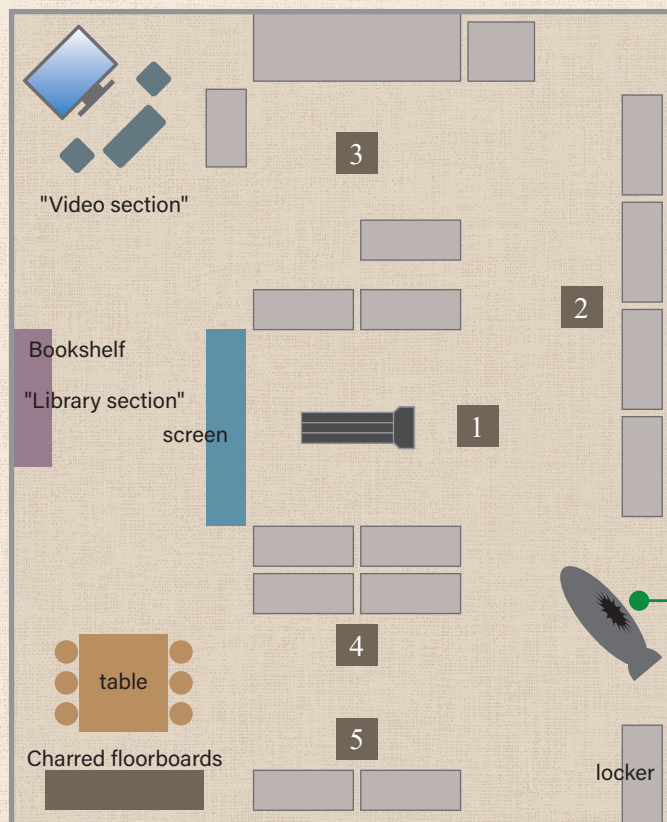 3
"Video section"
2
Bookshelf
"Library section"
screen
1
4
table
5
Charred floorboards
locker